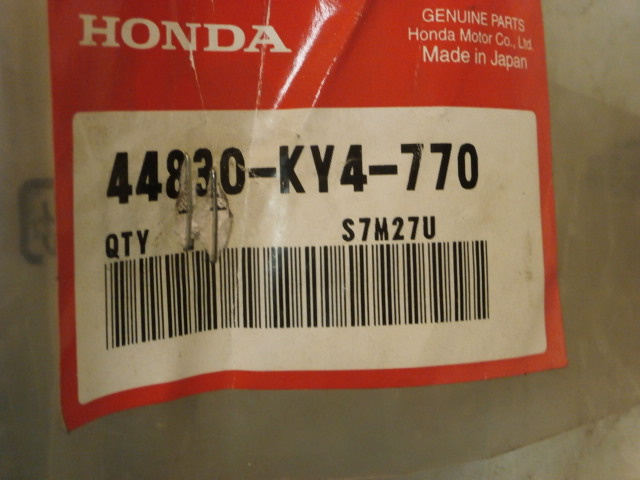 HONDA
GENUINE PARTS
Honda Motor Co., Ltd.
Made in Japan
44830-KY4-770
QTY
S7M27U